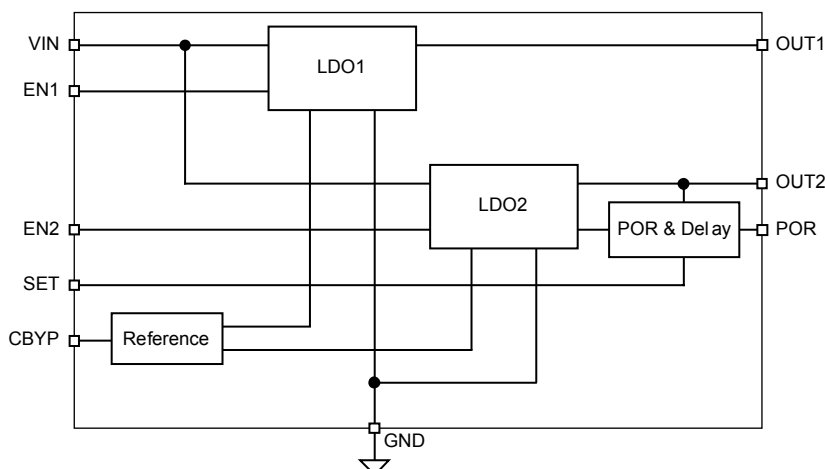 VIN
OUT1
LDO1
EN1
OUT2
LDO2
EN2
POR & Delay
POR
SET
CBYP
Reference
GND